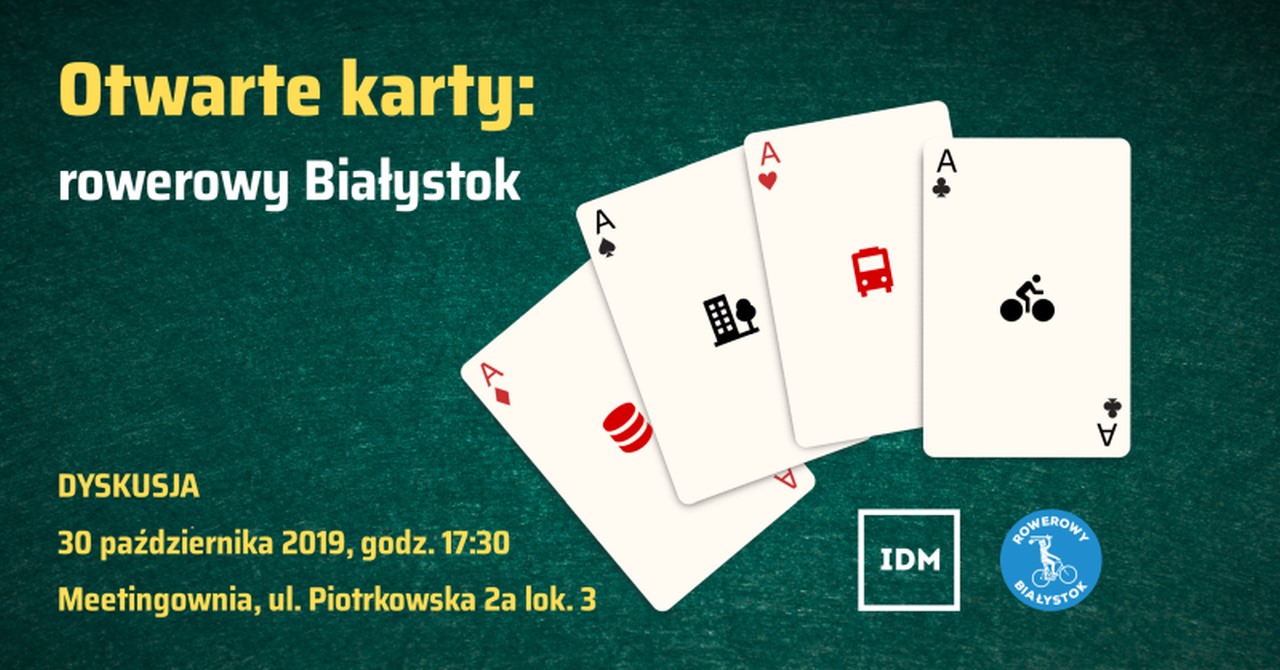 Otwarte karty:
rowerowy Białystok
A
A
A
A
A
A
DYSKUSJA
30 października 2019, godz. 17:30
Meetingownia, ul. Piotrkowska 2a lok. 3
IDM
ROWEROWY
BIAŁYSTOK